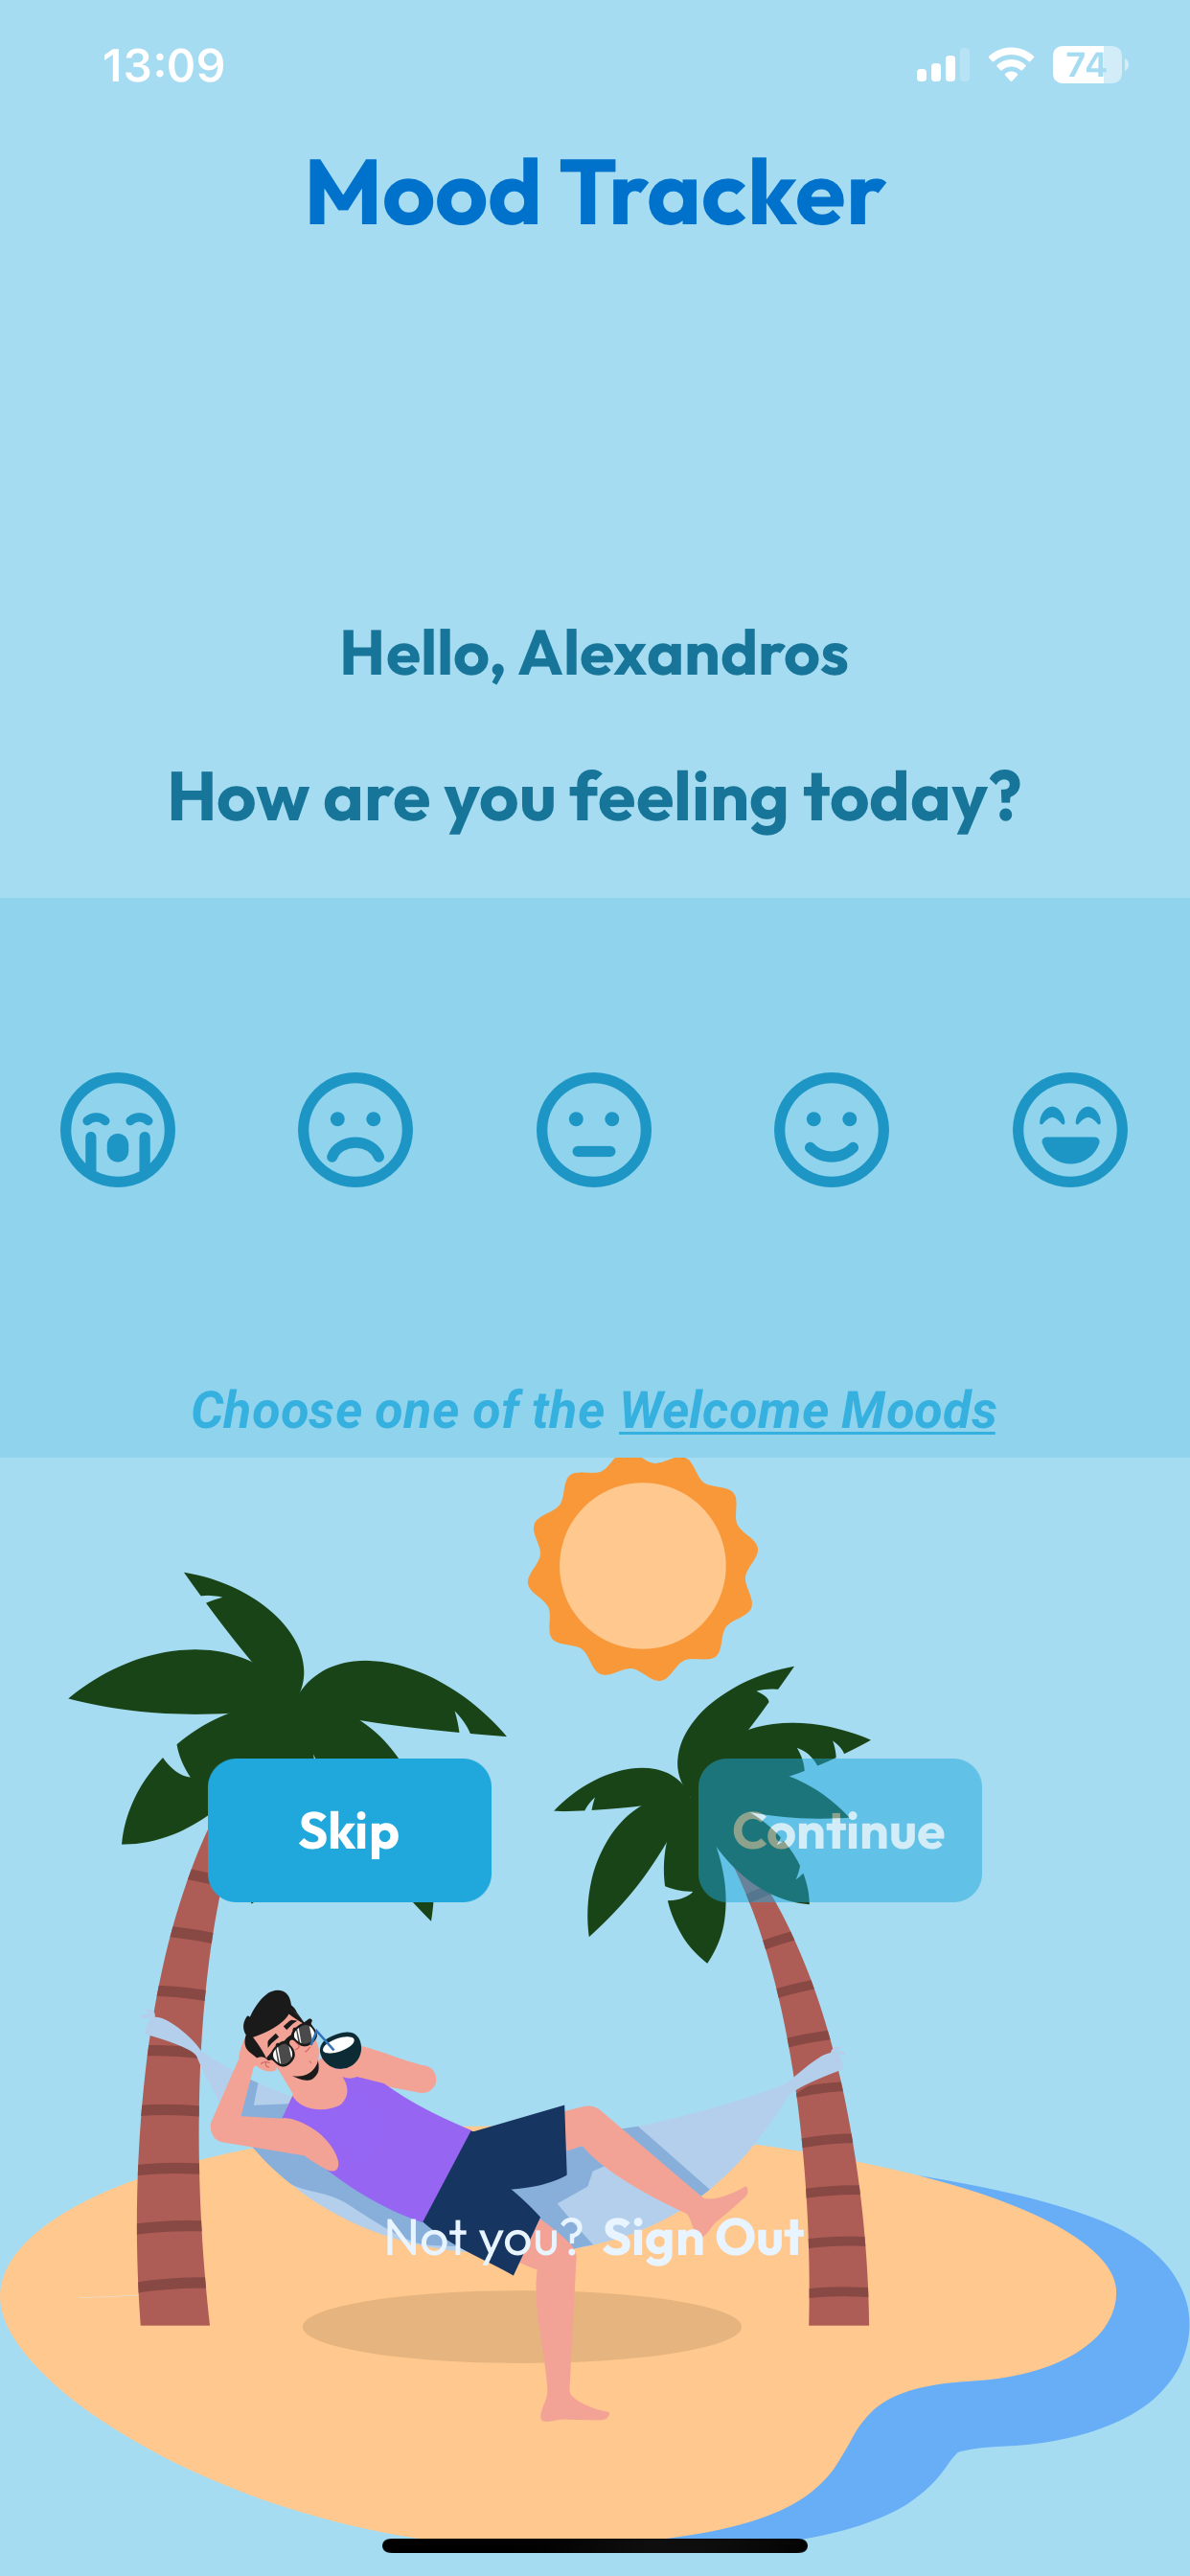 13:09
74
Mood Tracker
Hello, Alexandros
How are you feeling today?
Choose one of the Welcome Moods
Skip
Continue
Not you? Sign Out